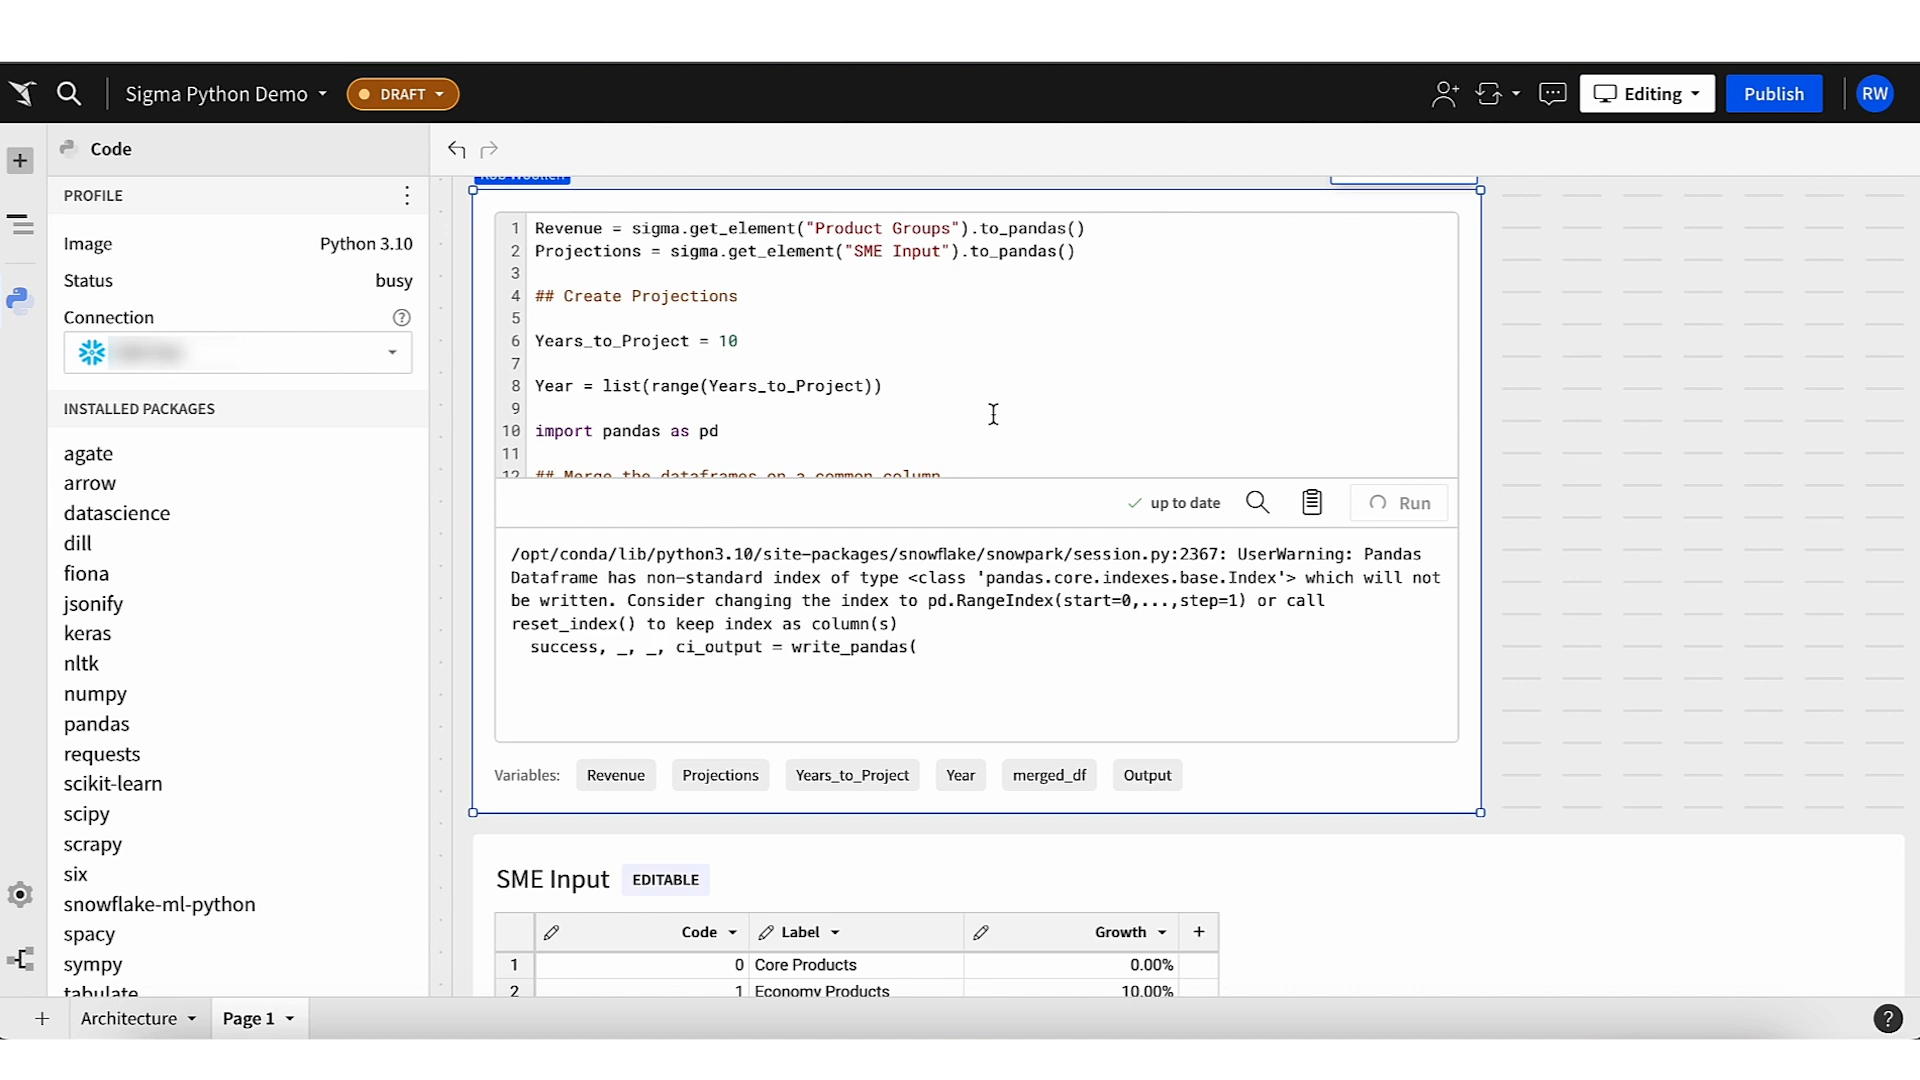 Sigma Python Demo
DRAFT
Editing
Publish
RW
Code
PROFILE
Image Python 3.10
Status busy
Connection ?
INSTALLED PACKAGES
agate
arrow
datascience
dill
fiona
jsonify
keras
nltk
numpy
pandas
requests
scikit-learn
scipy
scrapy
six
snowflake-ml-python
spacy
sympy
tabulate
1 Revenue = sigma.get_element("Product Groups").to_pandas()
2 Projections = sigma.get_element("SME Input").to_pandas()
3
4 ## Create Projections
5
6 Years_to_Project = 10
7
8 Year = list(range(Years_to_Project))
9
10 import pandas as pd
11
12 ## Merge the dataframes on a common column
up to date
Run
/opt/conda/lib/python3.10/site-packages/snowflake/snowpark/session.py:2367: UserWarning: Pandas
Dataframe has non-standard index of type <class 'pandas.core.indexes.base.Index'> which will not
be written. Consider changing the index to pd.RangeIndex(start=0,...,step=1) or call
reset_index() to keep index as column(s)
success, _, _, ci_output = write_pandas(
Variables: Revenue Projections Years_to_Project Year merged_df Output
SME Input EDITABLE
Code Label Growth +
1 0 Core Products 0.00%
2 1 Economy Products 10.00%
+ Architecture Page 1 ?